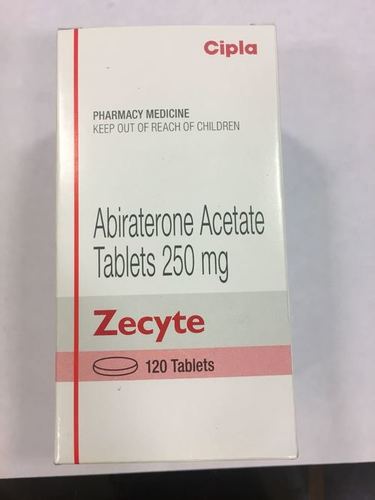 Cipla
PHARMACY MEDICINE
KEEP OUT OF REACH OF CHILDREN
Abiraterone Acetate
Tablets 250 mg
Zecyte
120 Tablets